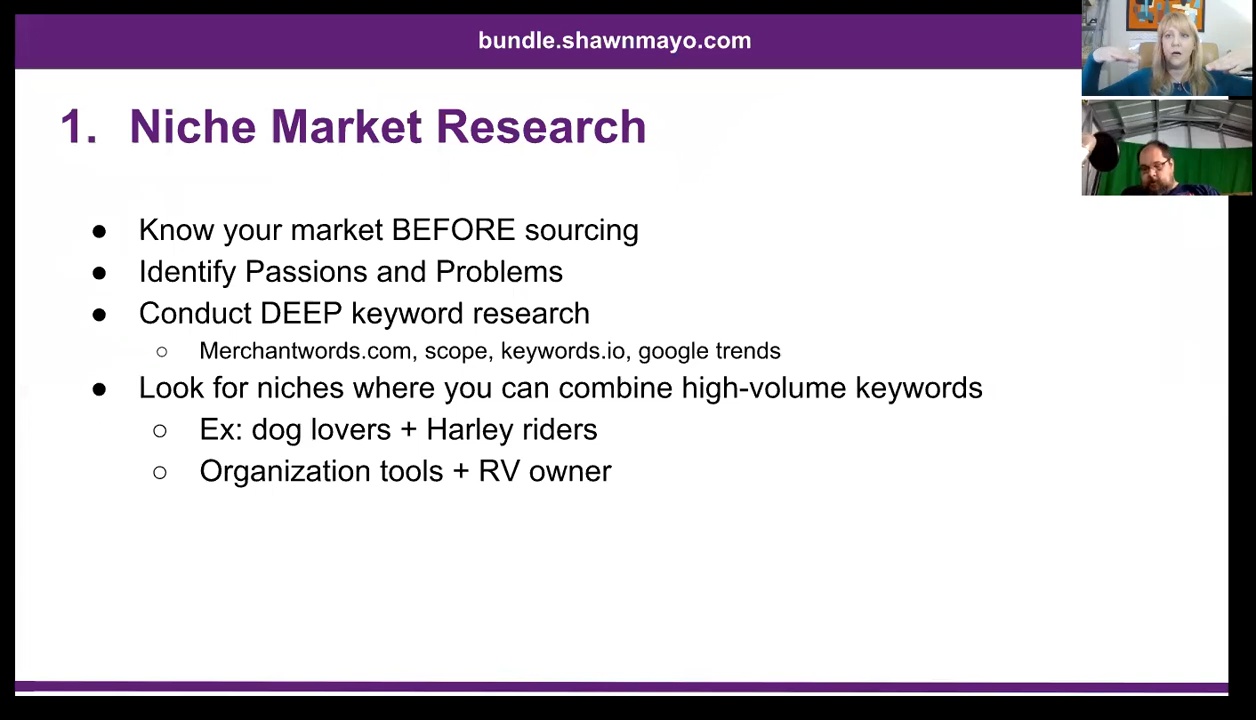 bundle.shawnmayo.com
1. Niche Market Research
● Know your market BEFORE sourcing
● Identify Passions and Problems
● Conduct DEEP keyword research
○ Merchantwords.com, scope, keywords.io, google trends
● Look for niches where you can combine high-volume keywords
○ Ex: dog lovers + Harley riders
○ Organization tools + RV owner